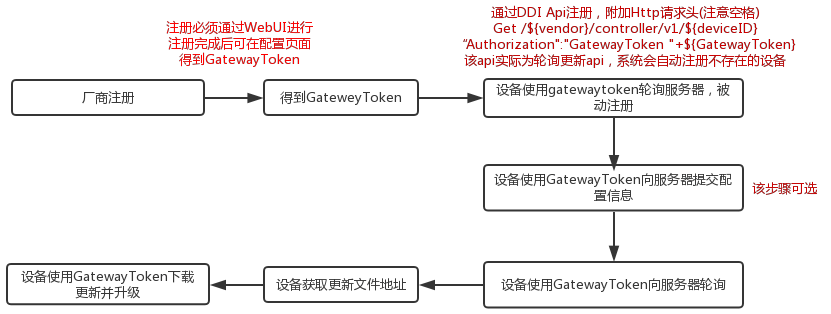 注册必须通过WebUI进行
注册完成后可在配置页面
得到GatewayToken
通过DDI Api注册，附加Http请求头(注意空格)
Get /${vendor}/controller/v1/${deviceID}
“Authorization":"GatewayToken "+${GatewayToken}
该api实际为轮询更新api，系统会自动注册不存在的设备
厂商注册
得到GateweyToken
设备使用gatewaytoken轮询服务器，被
动注册
设备使用GatewayToken向服务器提交配
置信息
该步骤可选
设备使用GatewayToken下载
更新并升级
设备获取更新文件地址
设备使用GatewayToken向服务器轮询